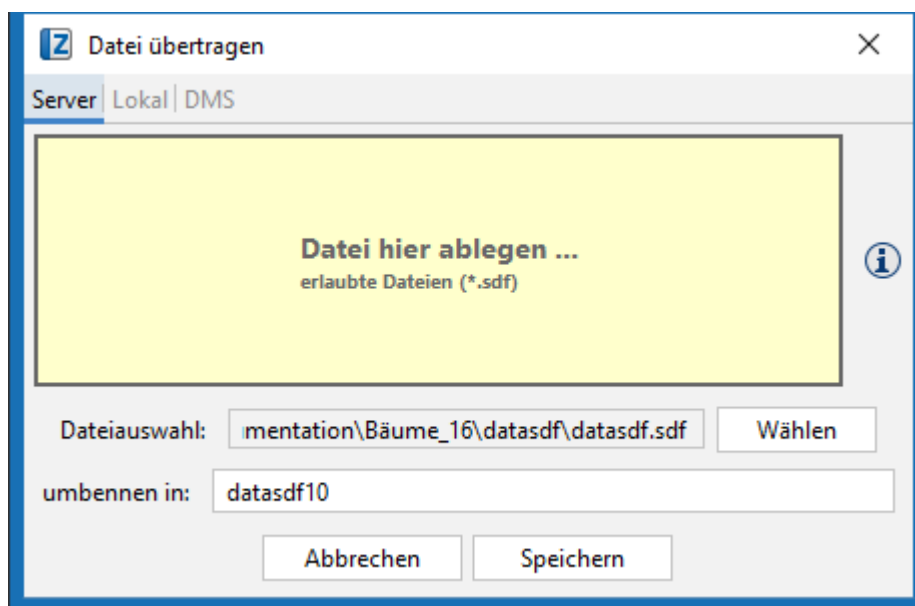 Z Datei übertragen
Server Lokal DMS
Datei hier ablegen ...
erlaubte Dateien (*.sdf)
Dateiauswahl: mentation\Bäume_16\datasdf\datasdf.sdf Wählen
umbennen in: datasdf10
Abbrechen Speichern